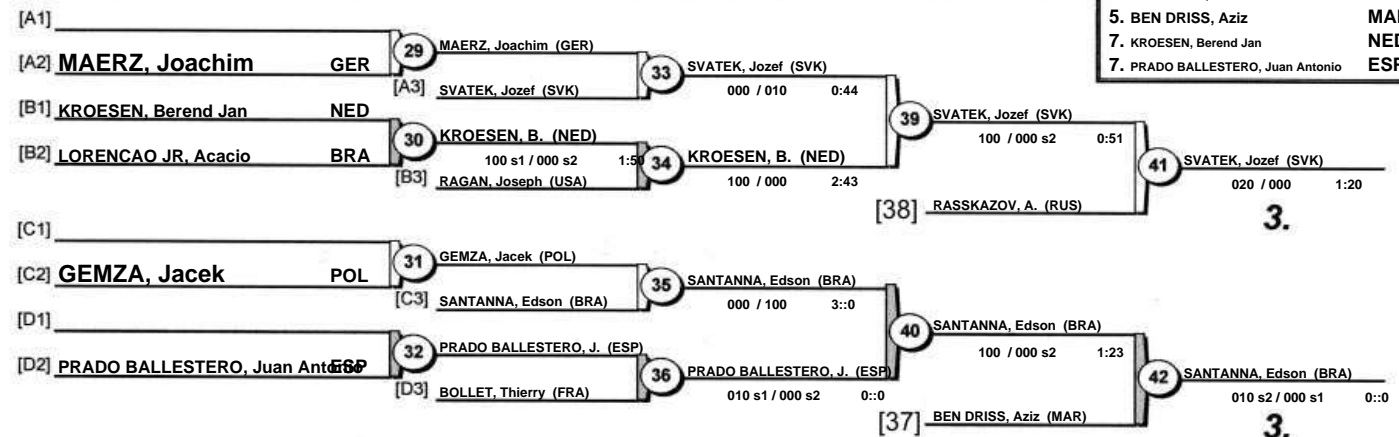 5. BEN DRISS, Aziz
7. KROESEN, Berend Jan
7. PRADO BALLESTERO, Juan Antonio
[A1]
[A2] MAERZ, Joachim GER
29
MAERZ, Joachim (GER)
[A3]
SVATEK, Jozef (SVK)
33
SVATEK, Jozef (SVK)
000 / 010 0:44
[B1] KROESEN, Berend Jan NED
[B2] LORENCAO JR, Acacio BRA
30
KROESEN, B. (NED)
100 s1 / 000 s2 1:50
[B3]
RAGAN, Joseph (USA)
34
KROESEN, B. (NED)
100 / 000 2:43
39
SVATEK, Jozef (SVK)
100 / 000 s2 0:51
[38] RASSKAZOV, A. (RUS)
41
SVATEK, Jozef (SVK)
020 / 000 1:20
3.
[C1]
[C2] GEMZA, Jacek POL
31
GEMZA, Jacek (POL)
[C3]
SANTANNA, Edson (BRA)
35
SANTANNA, Edson (BRA)
000 / 100 3::0
[D1]
[D2] PRADO BALLESTERO, Juan Antonio ESP
32
PRADO BALLESTERO, J. (ESP)
[D3]
BOLLET, Thierry (FRA)
36
PRADO BALLESTERO, J. (ESP)
010 s1 / 000 s2 0::0
40
SANTANNA, Edson (BRA)
100 / 000 s2 1:23
[37] BEN DRISS, Aziz (MAR)
42
SANTANNA, Edson (BRA)
010 s2 / 000 s1 0::0
3.